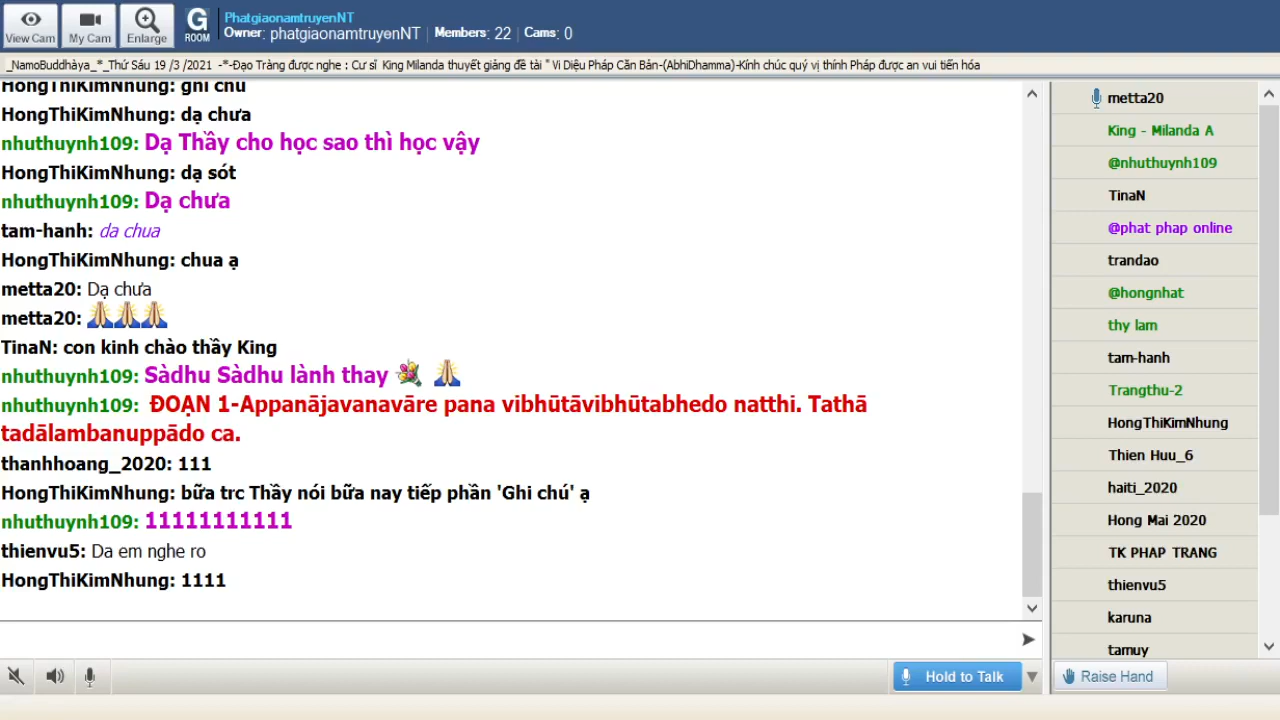 View Cam
My Cam
Enlarge
G
ROOM
PhatgiaonamtruyenNT
Owner: phatgiaonamtruyenNT | Members: 22 | Cams: 0
_NamoBuddhàya_*_Thứ Sáu 19 /3 /2021 -*-Đạo Tràng được nghe : Cư sĩ King Milanda thuyết giảng đề tài " Vi Diệu Pháp Căn Bản-(AbhiDhamma)-Kính chúc quý vị thính Pháp được an vui tiến hóa
HongThiKimNhung: ghi chu
HongThiKimNhung: dạ chưa
nhuthuynh109: Dạ Thầy cho học sao thì học vậy
HongThiKimNhung: dạ sót
nhuthuynh109: Dạ chưa
tam-hanh: da chua
HongThiKimNhung: chua ạ
metta20: Dạ chưa
metta20:
TinaN: con kinh chào thầy King
nhuthuynh109: Sàdhu Sàdhu lành thay
nhuthuynh109: ĐOẠN 1-Appanājavanavāre pana vibhūtāvibhūtabhedo natthi. Tathā
tadālambanuppādo ca.
thanhhoang_2020: 111
HongThiKimNhung: bữa trc Thầy nói bữa nay tiếp phần 'Ghi chú' ạ
nhuthuynh109: 11111111111
thienvu5: Da em nghe ro
HongThiKimNhung: 1111
metta20
King - Milanda A
@nhuthuynh109
TinaN
@phat phap online
trandao
@hongnhat
thy lam
tam-hanh
Trangthu-2
HongThiKimNhung
Thien Huu_6
haiti_2020
Hong Mai 2020
TK PHAP TRANG
thienvu5
karuna
tamuy
Hold to Talk
Raise Hand